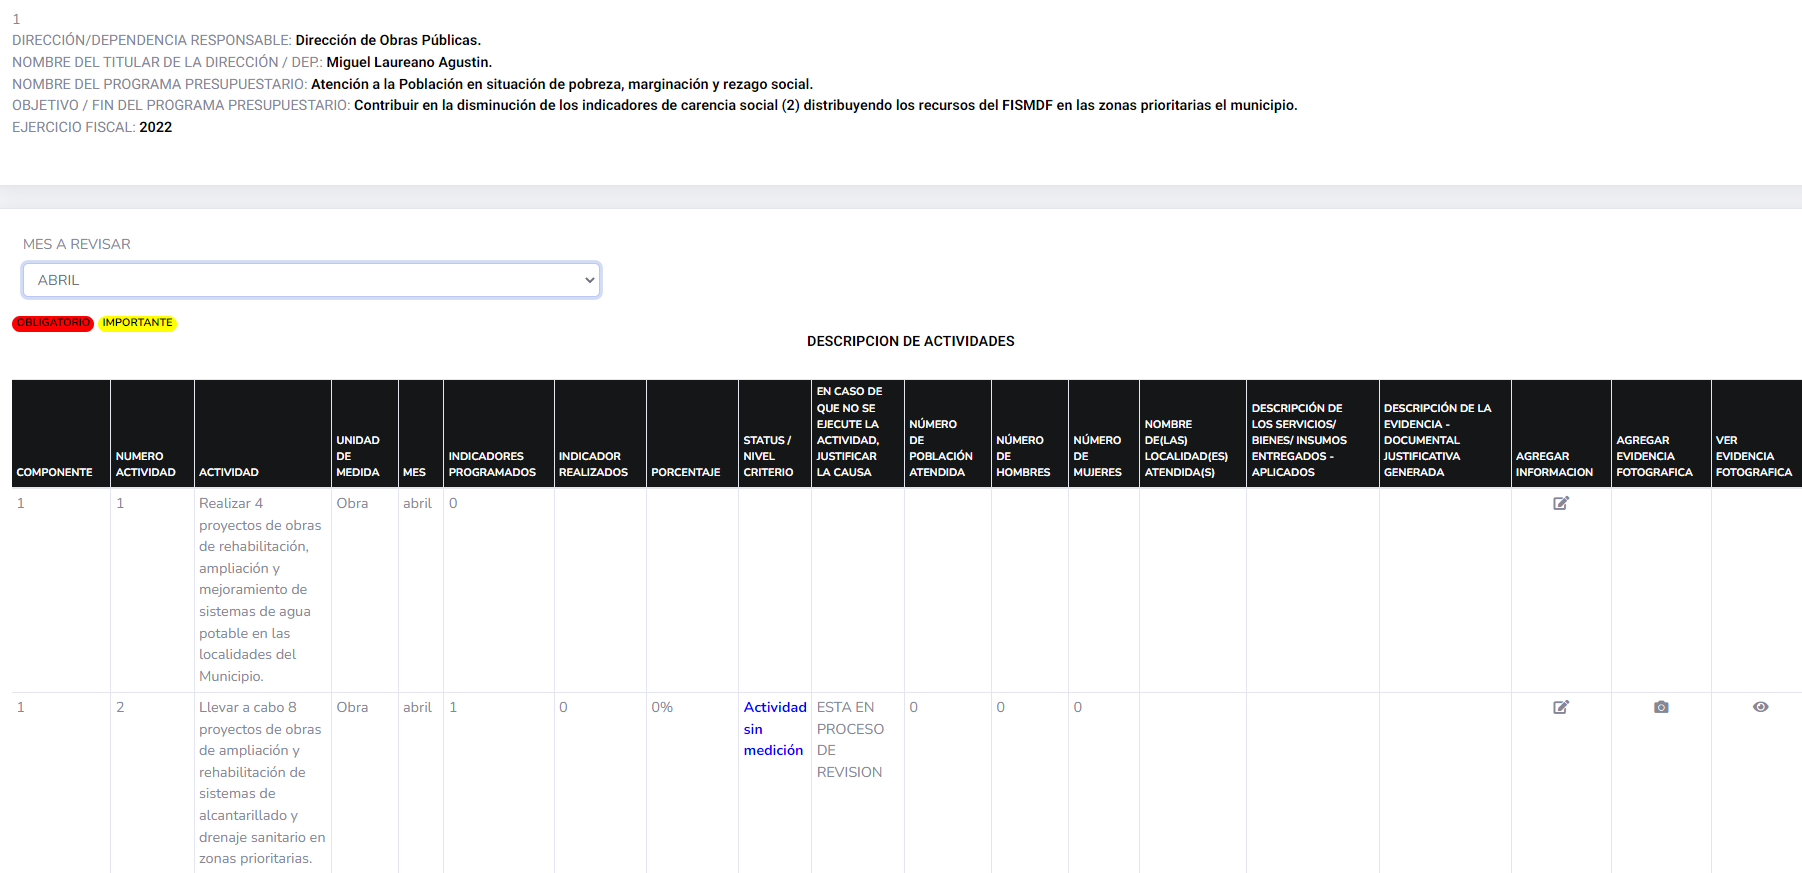 1
DIRECCIÓN/DEPENDENCIA RESPONSABLE: Dirección de Obras Públicas.
NOMBRE DEL TITULAR DE LA DIRECCIÓN / DEP.: Miguel Laureano Agustin.
NOMBRE DEL PROGRAMA PRESUPUESTARIO: Atención a la Población en situación de pobreza, marginación y rezago social.
OBJETIVO / FIN DEL PROGRAMA PRESUPUESTARIO: Contribuir en la disminución de los indicadores de carencia social (2) distribuyendo los recursos del FISMDF en las zonas prioritarias el municipio.
EJERCICIO FISCAL: 2022
MES A REVISAR
ABRIL
OBLIGATORIO IMPORTANTE
DESCRIPCION DE ACTIVIDADES
COMPONENTE
NUMERO
ACTIVIDAD
ACTIVIDAD
UNIDAD
DE
MEDIDA
MES
INDICADORES
PROGRAMADOS
INDICADOR
REALIZADOS
PORCENTAJE
STATUS /
NIVEL
CRITERIO
EN CASO DE
QUE NO SE
EJECUTE LA
ACTIVIDAD,
JUSTIFICAR
LA CAUSA
NÚMERO
DE
POBLACIÓN
ATENDIDA
NÚMERO
DE
HOMBRES
NÚMERO
DE
MUJERES
NOMBRE
DE(LAS)
LOCALIDAD(ES)
ATENDIDA(S)
DESCRIPCIÓN DE
LOS SERVICIOS/
BIENES/ INSUMOS
ENTREGADOS -
APLICADOS
DESCRIPCIÓN DE LA
EVIDENCIA -
DOCUMENTAL
JUSTIFICATIVA
GENERADA
AGREGAR
INFORMACION
AGREGAR
EVIDENCIA
FOTOGRAFICA
VER
EVIDENCIA
FOTOGRAFICA
1
1
Realizar 4
proyectos de obras
de rehabilitación,
ampliación y
mejoramiento de
sistemas de agua
potable en las
localidades del
Municipio.
Obra
abril
0
1
2
Llevar a cabo 8
proyectos de obras
de ampliación y
rehabilitación de
sistemas de
alcantarillado y
drenaje sanitario en
zonas prioritarias.
Obra
abril
1
0
0%
Actividad
sin
medición
ESTA EN
PROCESO
DE
REVISION
0
0
0